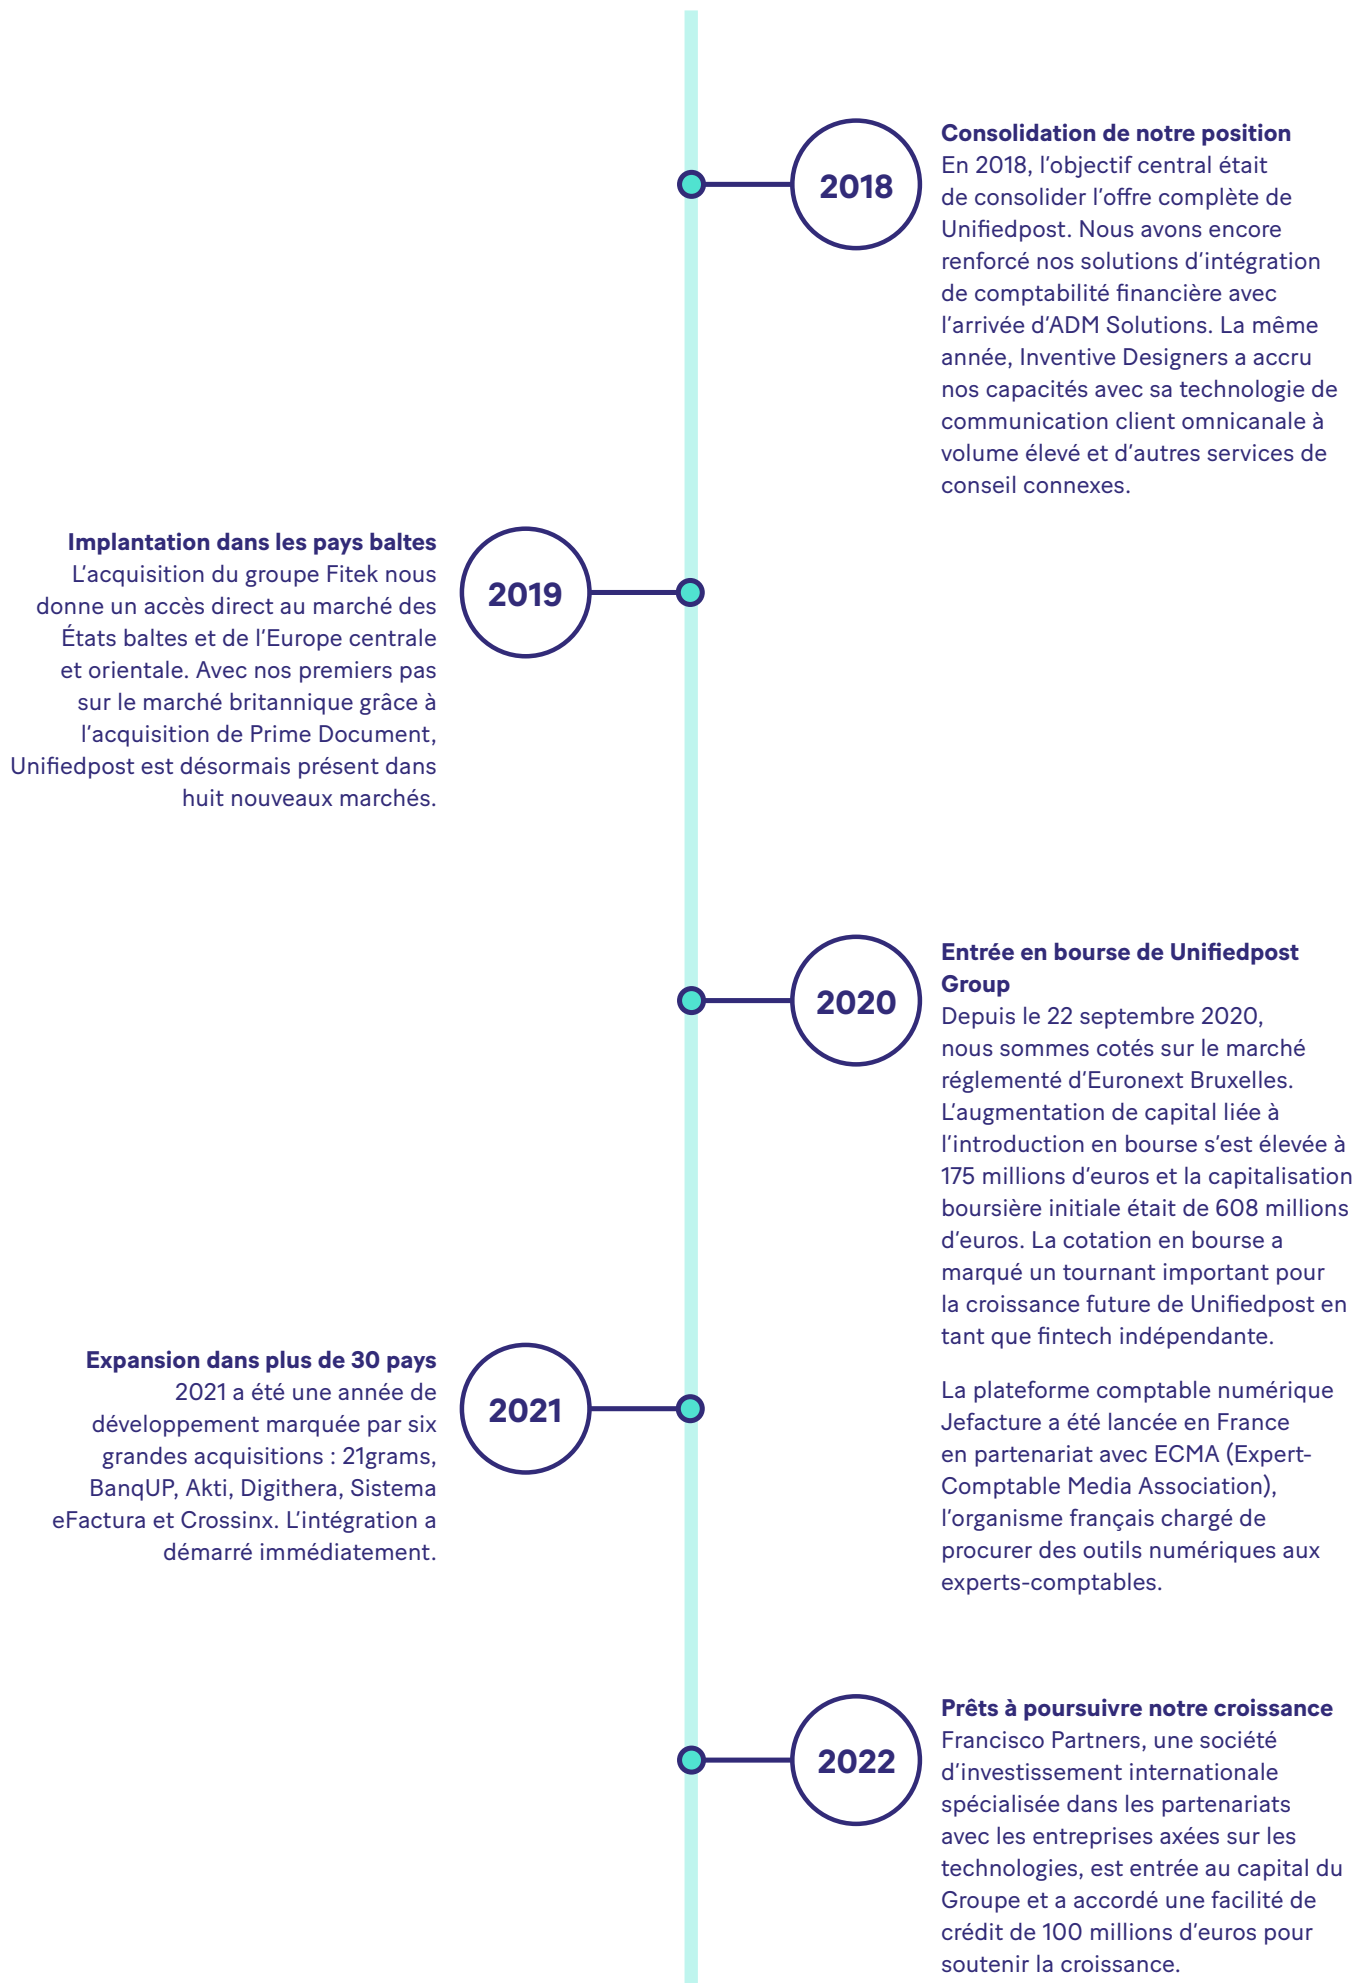 2018
Consolidation de notre position
En 2018, l'objectif central était
de consolider l'offre complète de
Unifiedpost. Nous avons encore
renforcé nos solutions d'intégration
de comptabilité financière avec
l'arrivée d'ADM Solutions. La même
année, Inventive Designers a accru
nos capacités avec sa technologie de
communication client omnicanale à
volume élevé et d'autres services de
conseil connexes.
Implantation dans les pays baltes
L'acquisition du groupe Fitek nous
donne un accès direct au marché des
États baltes et de l'Europe centrale
et orientale. Avec nos premiers pas
sur le marché britannique grâce à
l'acquisition de Prime Document,
Unifiedpost est désormais présent dans
huit nouveaux marchés.
2019
2020
Entrée en bourse de Unifiedpost
Group
Depuis le 22 septembre 2020,
nous sommes cotés sur le marché
réglementé d'Euronext Bruxelles.
L'augmentation de capital liée à
l'introduction en bourse s'est élevée à
175 millions d'euros et la capitalisation
boursière initiale était de 608 millions
d'euros. La cotation en bourse a
marqué un tournant important pour
la croissance future de Unifiedpost en
tant que fintech indépendante.
La plateforme comptable numérique
Jefacture a été lancée en France
en partenariat avec ECMA (Expert-
Comptable Media Association),
l'organisme français chargé de
procurer des outils numériques aux
experts-comptables.
Expansion dans plus de 30 pays
2021 a été une année de
développement marquée par six
grandes acquisitions : 21grams,
BanqUP, Akti, Digithera, Sistema
eFactura et Crossinx. L'intégration a
démarré immédiatement.
2021
2022
Prêts à poursuivre notre croissance
Francisco Partners, une société
d'investissement internationale
spécialisée dans les partenariats
avec les entreprises axées sur les
technologies, est entrée au capital du
Groupe et a accordé une facilité de
crédit de 100 millions d'euros pour
soutenir la croissance.